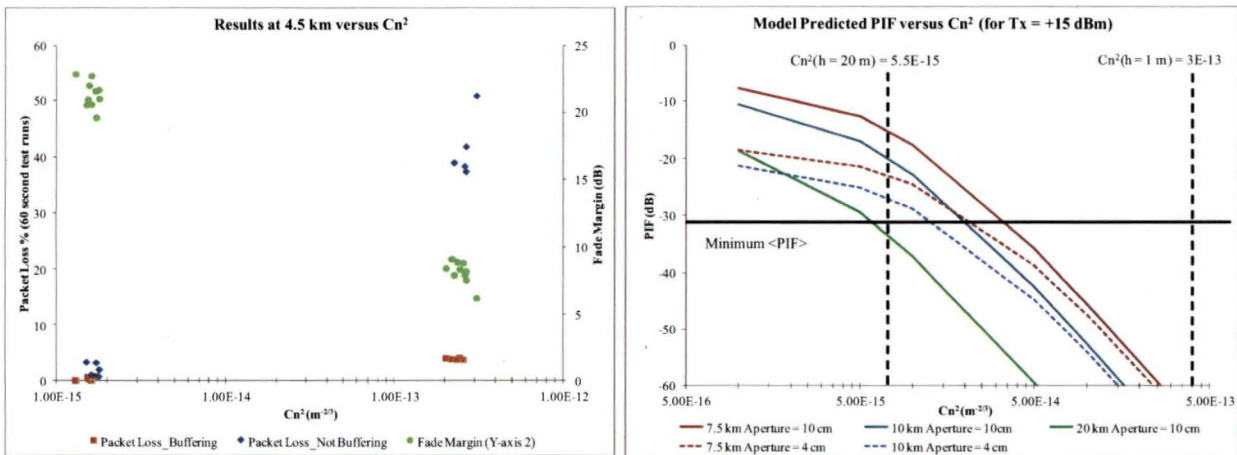 Results at 4.5 km versus Cn²
60
50
40
30
20
10
0
Packet Loss % (60 second test runs)
25
20
15
10
5
0
Fade Margin (dB)
1.00E-15
1.00E-14
1.00E-13
1.00E-12
Cn² (m⁻²/³)
Packet Loss_Buffering
Packet Loss_Not Buffering
Fade Margin (Y-axis 2)
Model Predicted PIF versus Cn² (for Tx = +15 dBm)
Cn²(h = 20 m) = 5.5E-15
Cn²(h = 1 m) = 3E-13
0
-10
-20
-30
-40
-50
-60
PIF (dB)
Minimum <PIF>
5.00E-16
5.00E-15
5.00E-14
5.00E-13
Cn² (m⁻²/³)
7.5 km Aperture = 10 cm
10 km Aperture = 10cm
20 km Aperture = 10cm
7.5 km Aperture = 4 cm
10 km Aperture = 4 cm